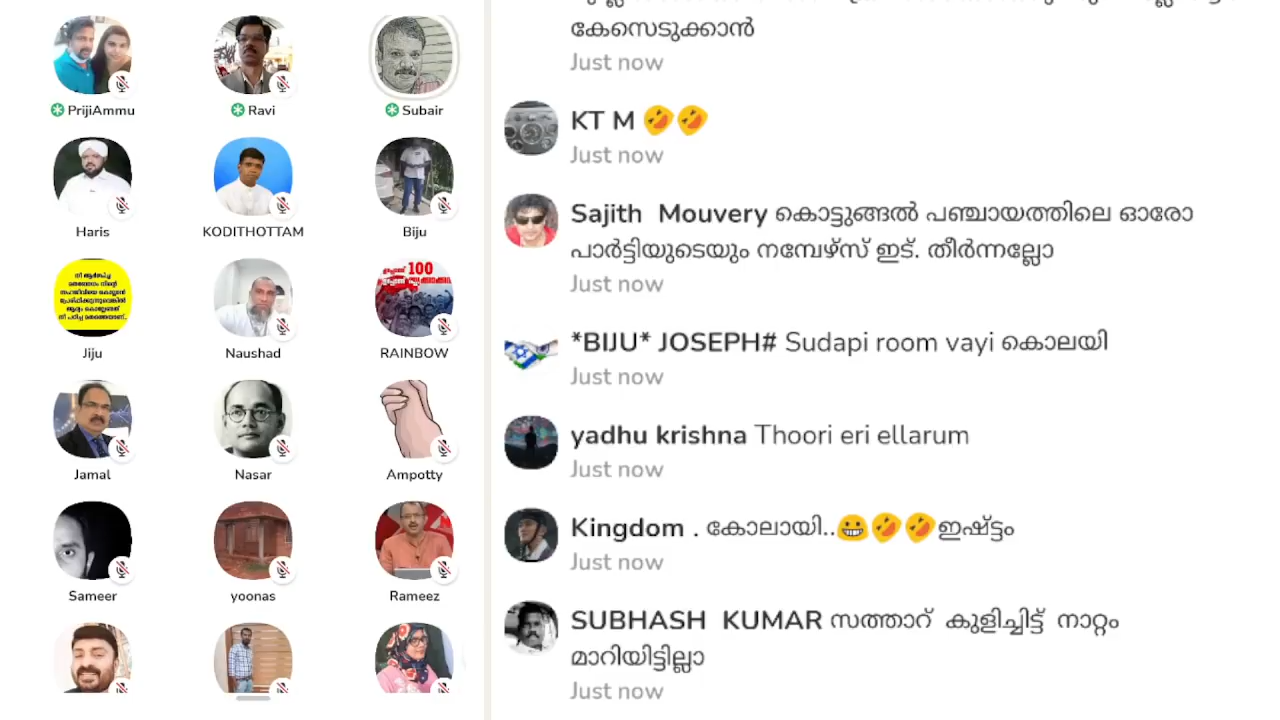 PrijiAmmu
Ravi
Subair
Haris
KODITHOTTAM
Biju
Jiju
Naushad
100
RAINBOW
Jamal
Nasar
Ampotty
Sameer
yoonas
Rameez
കേസെടുക്കാൻ
Just now
KT M 🤣🤣
Just now
Sajith Mouvery കൊട്ടുങ്ങൽ പഞ്ചായത്തിലെ ഓരോ
പാർട്ടിയുടെയും നമ്പേഴ്സ് ഇട്. തീർന്നല്ലോ
Just now
*BIJU* JOSEPH# Sudapi room vayi കൊലയി
Just now
yadhu krishna Thoori eri ellarum
Just now
Kingdom . കോലായി..😬🤣🤣ഇഷ്ട്ടം
Just now
SUBHASH KUMAR സത്താറ് കുളിച്ചിട്ട് നാറ്റം
മാറിയിട്ടില്ലാ
Just now